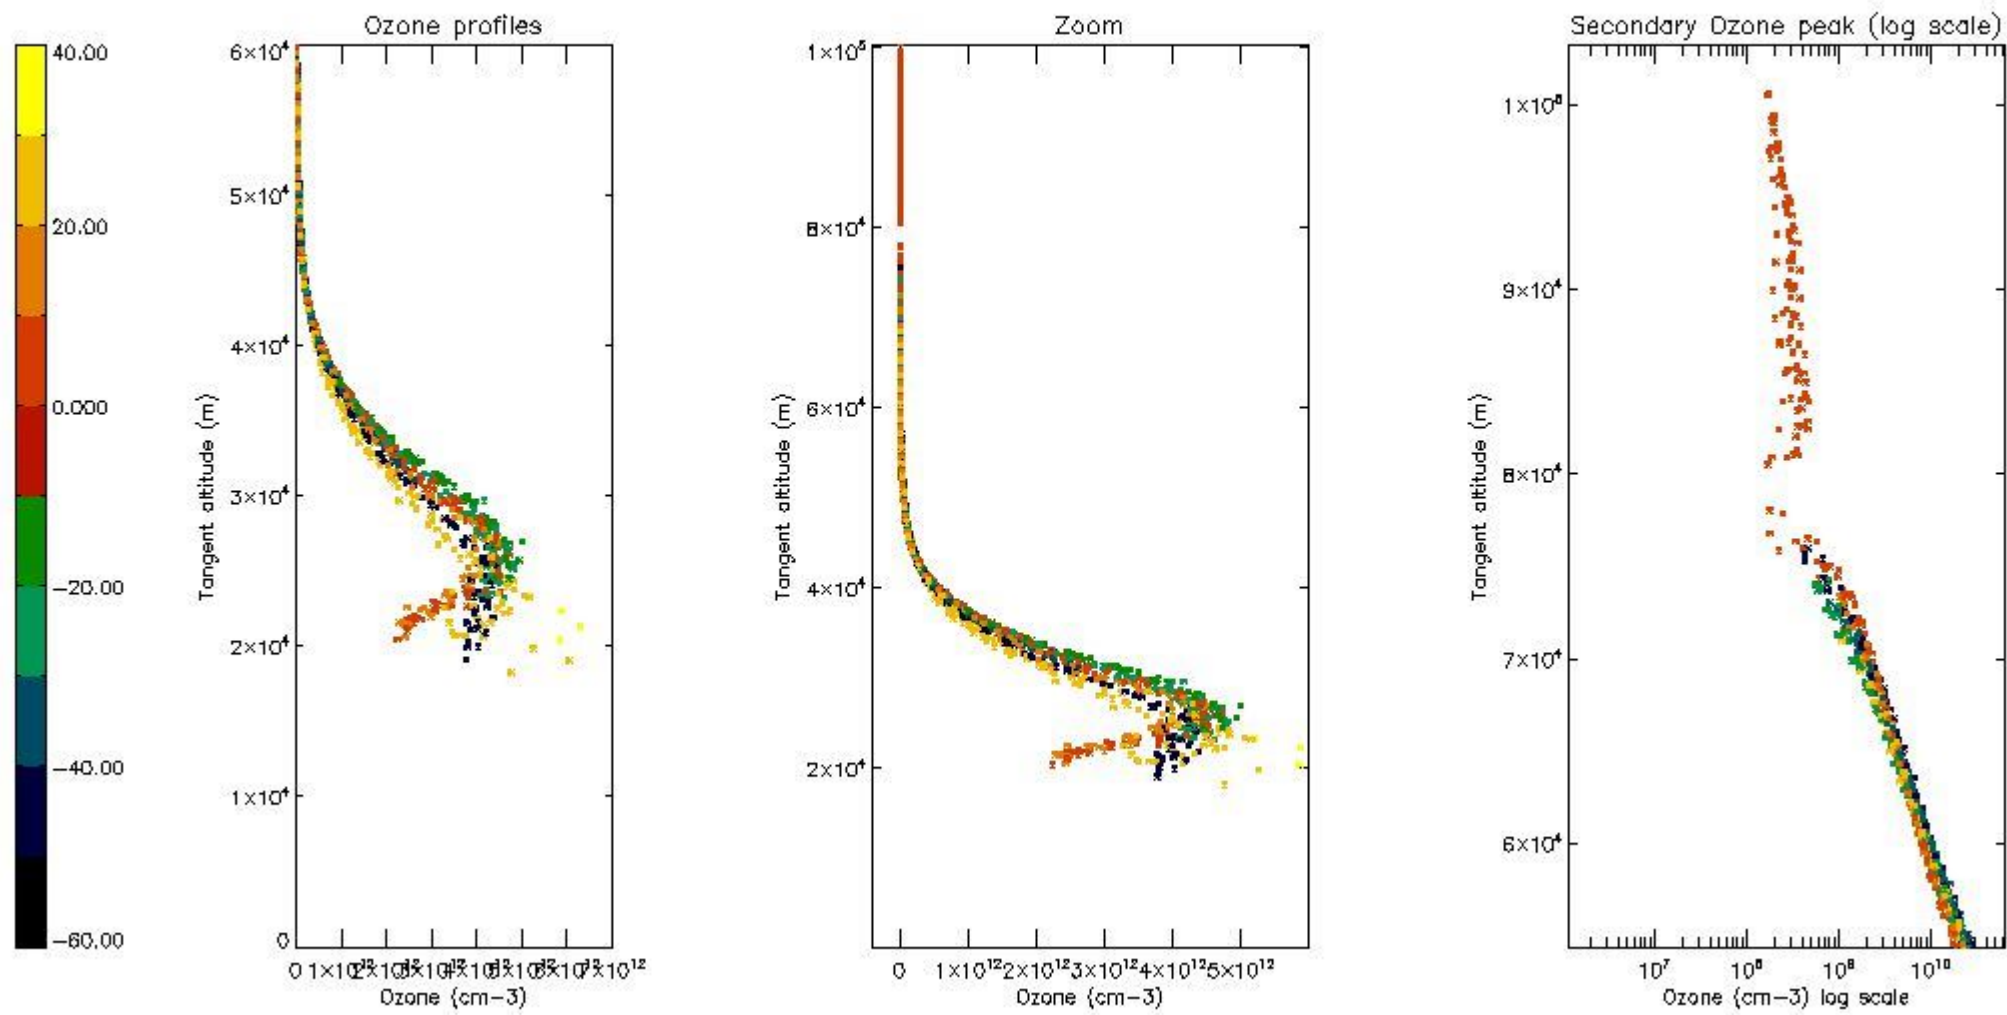 Ozone profiles
Zoom
Secondary Ozone peak (log scale)
40.00
20.00
0.000
−20.00
−40.00
−60.00
6×10⁴
5×10⁴
4×10⁴
3×10⁴
2×10⁴
1×10⁴
0
Tangent altitude (m)
Ozone (cm−3)
1×10⁵
8×10⁴
6×10⁴
4×10⁴
2×10⁴
Tangent altitude (m)
0 1×10¹² 2×10¹² 3×10¹² 4×10¹² 5×10¹²
Ozone (cm−3)
9×10⁴
8×10⁴
7×10⁴
6×10⁴
Tangent altitude (m)
10⁷ 10⁸ 10⁹ 10¹⁰
Ozone (cm−3) log scale